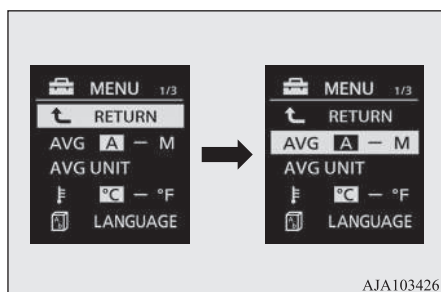 MENU 1/3
RETURN
AVG A – M
AVG UNIT
°C – °F
LANGUAGE
MENU 1/3
RETURN
AVG A – M
AVG UNIT
°C – °F
LANGUAGE
AJA103426